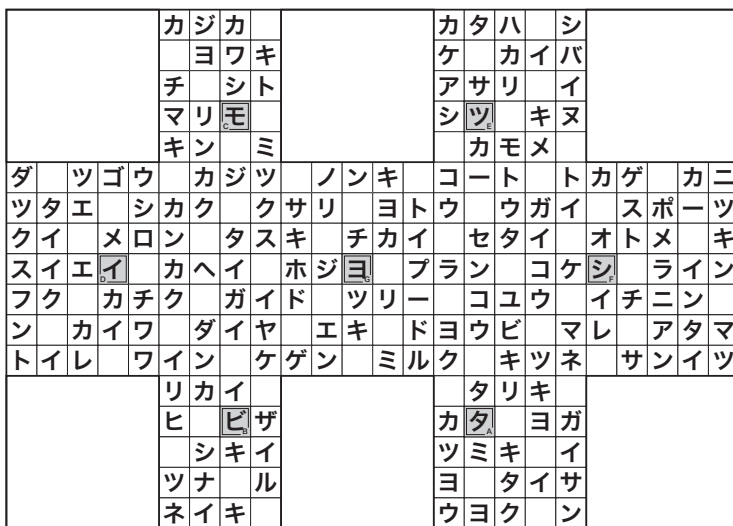 カジカ カタハ シ
ヨワキ ケ カイバ
チ シト アサリ イ
マリモC シツE キヌ
キン ミ カモメ
ダ ツゴウ カジツ ノンキ コート トカゲ カニ
ツタエ シカク クサリ ヨトウ ウガイ スポーツ
クイ メロン タスキ チカイ セタイ オトメ キ
スイエイD カヘイ ホジヨG プラン コケシF ライン
フク カチク ガイド ツリー コユウ イチニン
ン カイワ ダイヤ エキ ドヨウビ マレ アタマ
トイレ ワイン ケゲン ミルク キツネ サンイツ
リカイ タリキ
ヒ ビBザ カタA ヨガ
シキイ ツミキ イ
ツナ ル ヨ タイサ
ネイキ ウヨク ン